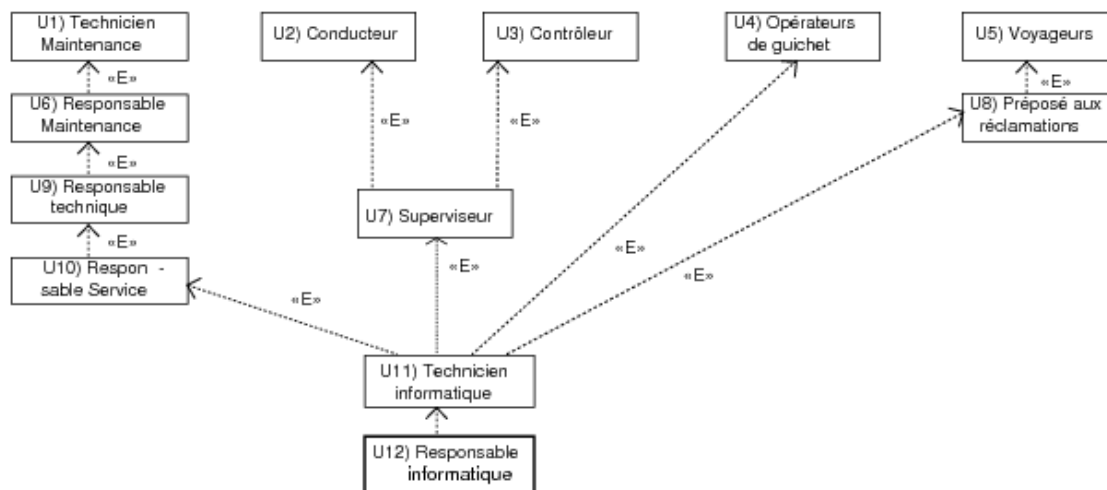 U1) Technicien
Maintenance
U2) Conducteur
U3) Contrôleur
U4) Opérateurs
de guichet
U5) Voyageurs
«E»
«E»
U6) Responsable
Maintenance
U8) Préposé aux
réclamations
«E»
«E»
«E»
U9) Responsable
technique
U7) Superviseur
«E»
«E»
«E»
«E»
U10) Respon -
sable Service
«E»
U11) Technicien
informatique
U12) Responsable
informatique